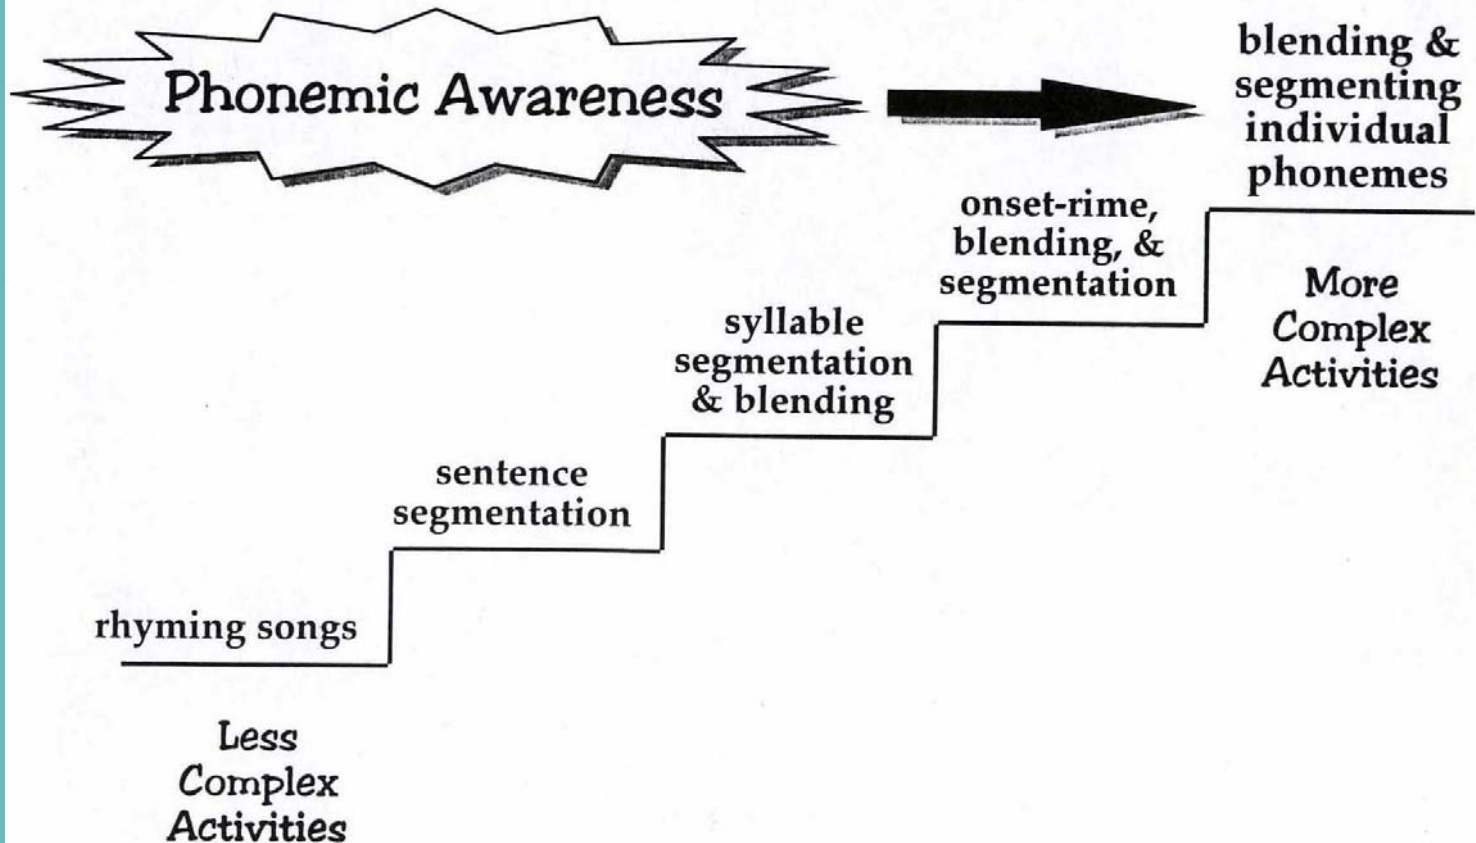 Phonemic Awareness
blending &
segmenting
individual
phonemes
onset-rime,
blending, &
segmentation
More
Complex
Activities
syllable
segmentation
& blending
sentence
segmentation
rhyming songs
Less
Complex
Activities